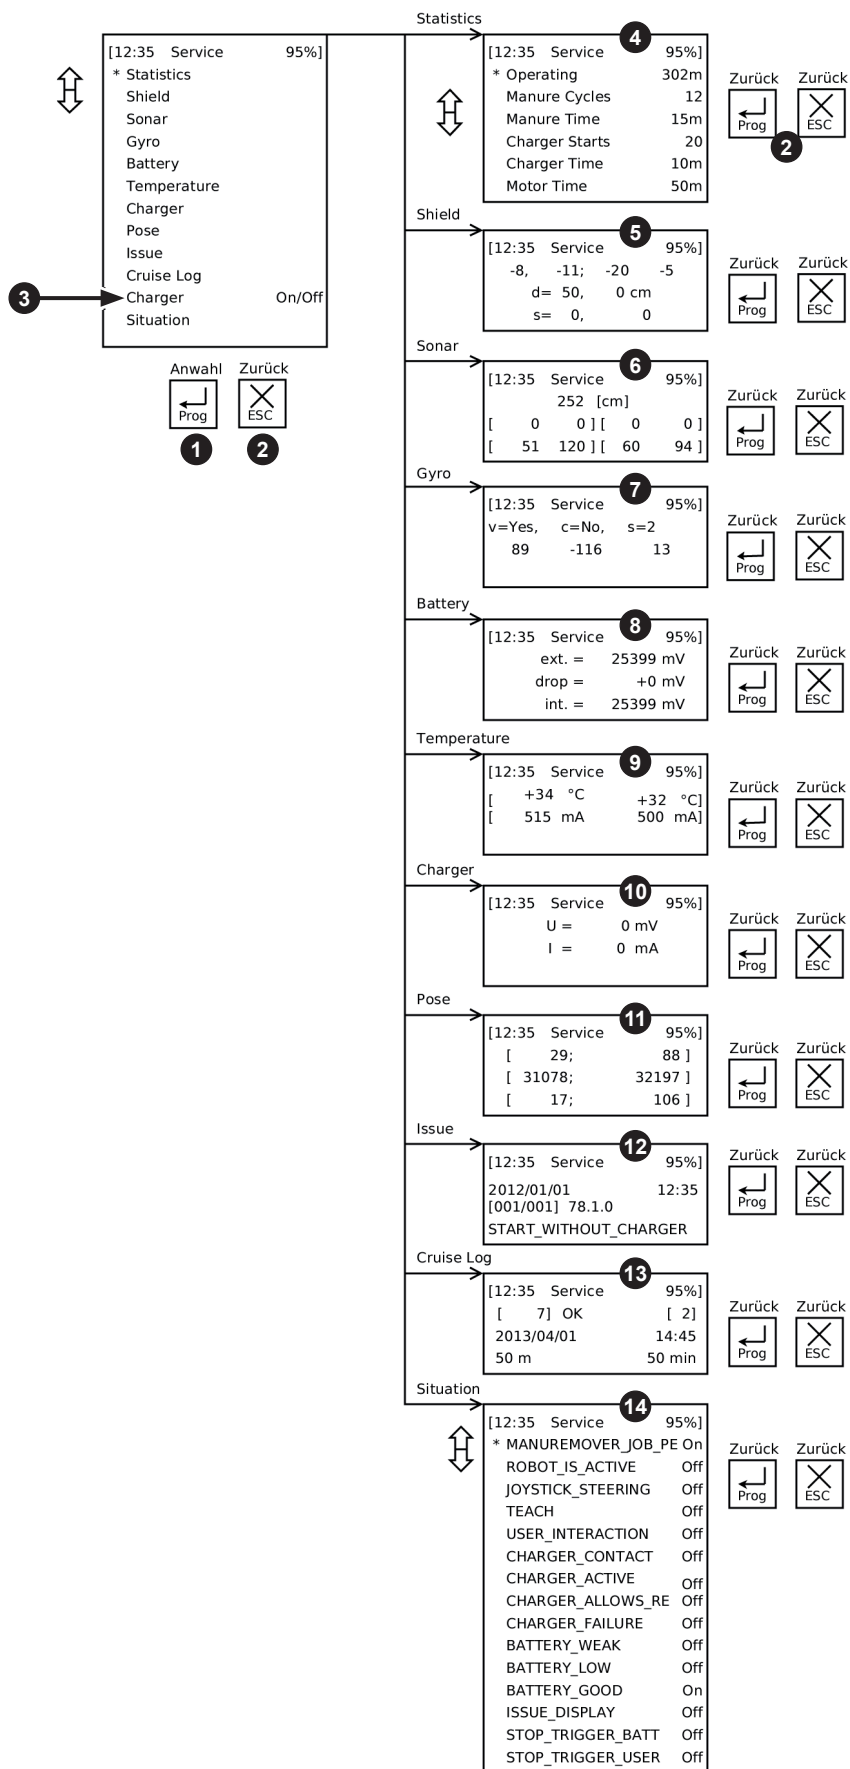 [12:35 Service 95%]
* Statistics
Shield
Sonar
Gyro
Battery
Temperature
Charger
Pose
Issue
Cruise Log
3
Charger On/Off
Situation
Anwahl Zurück
Prog ESC
1 2
Statistics
4
[12:35 Service 95%]
* Operating 302m
Manure Cycles 12
Manure Time 15m
Charger Starts 20
Charger Time 10m
Motor Time 50m
Zurück Zurück
Prog ESC
2
Shield
5
[12:35 Service 95%]
-8, -11; -20 -5
d= 50, 0 cm
s= 0, 0
Zurück Zurück
Prog ESC
Sonar
6
[12:35 Service 95%]
252 [cm]
[ 0 0 ] [ 0 0 ]
[ 51 120 ] [ 60 94 ]
Zurück Zurück
Prog ESC
Gyro
7
[12:35 Service 95%]
v=Yes, c=No, s=2
89 -116 13
Zurück Zurück
Prog ESC
Battery
8
[12:35 Service 95%]
ext. = 25399 mV
drop = +0 mV
int. = 25399 mV
Zurück Zurück
Prog ESC
Temperature
9
[12:35 Service 95%]
[ +34 °C +32 °C]
[ 515 mA 500 mA]
Zurück Zurück
Prog ESC
Charger
10
[12:35 Service 95%]
U = 0 mV
I = 0 mA
Zurück Zurück
Prog ESC
Pose
11
[12:35 Service 95%]
[ 29; 88 ]
[ 31078; 32197 ]
[ 17; 106 ]
Zurück Zurück
Prog ESC
Issue
12
[12:35 Service 95%]
2012/01/01 12:35
[001/001] 78.1.0
START_WITHOUT_CHARGER
Zurück Zurück
Prog ESC
Cruise Log
13
[12:35 Service 95%]
[ 7] OK [ 2]
2013/04/01 14:45
50 m 50 min
Zurück Zurück
Prog ESC
Situation
14
[12:35 Service 95%]
* MANUREMOVER_JOB_PE On
ROBOT_IS_ACTIVE Off
JOYSTICK_STEERING Off
TEACH Off
USER_INTERACTION Off
CHARGER_CONTACT Off
CHARGER_ACTIVE Off
CHARGER_ALLOWS_RE Off
CHARGER_FAILURE Off
BATTERY_WEAK Off
BATTERY_LOW Off
BATTERY_GOOD On
ISSUE_DISPLAY Off
STOP_TRIGGER_BATT Off
STOP_TRIGGER_USER Off
Zurück Zurück
Prog ESC